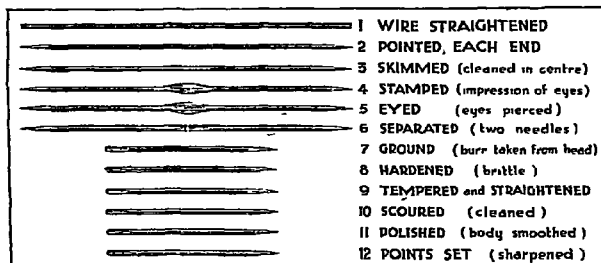 1 WIRE STRAIGHTENED
2 POINTED, EACH END
3 SKIMMED (cleaned in centre)
4 STAMPED (impression of eyes)
5 EYED (eyes pierced)
6 SEPARATED (two needles)
7 GROUND (burr taken from head)
8 HARDENED (brittle)
9 TEMPERED and STRAIGHTENED
10 SCOURED (cleaned)
11 POLISHED (body smoothed)
12 POINTS SET (sharpened)